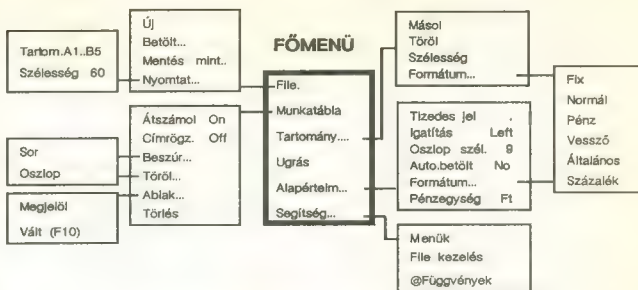 FŐMENÜ
File.
Munkatábla
Tartomány....
Ugrás
Alapértelm...
Segítség...
Új
Betölt...
Mentés mint..
Nyomtat...
Tartom.A1..B5
Szélesség 60
Átszámol On
Címrögz. Off
Beszúr...
Töröl...
Ablak...
Törlés
Sor
Oszlop
Megjelöl
Vált (F10)
Másol
Töröl
Szélesség
Formátum...
Tizedes jel .
Igatítás Left
Oszlop szél. 9
Auto.betölt No
Formátum...
Pénzegység Ft
Fix
Normál
Pénz
Vessző
Általános
Százalék
Menük
File kezelés
@Függvények